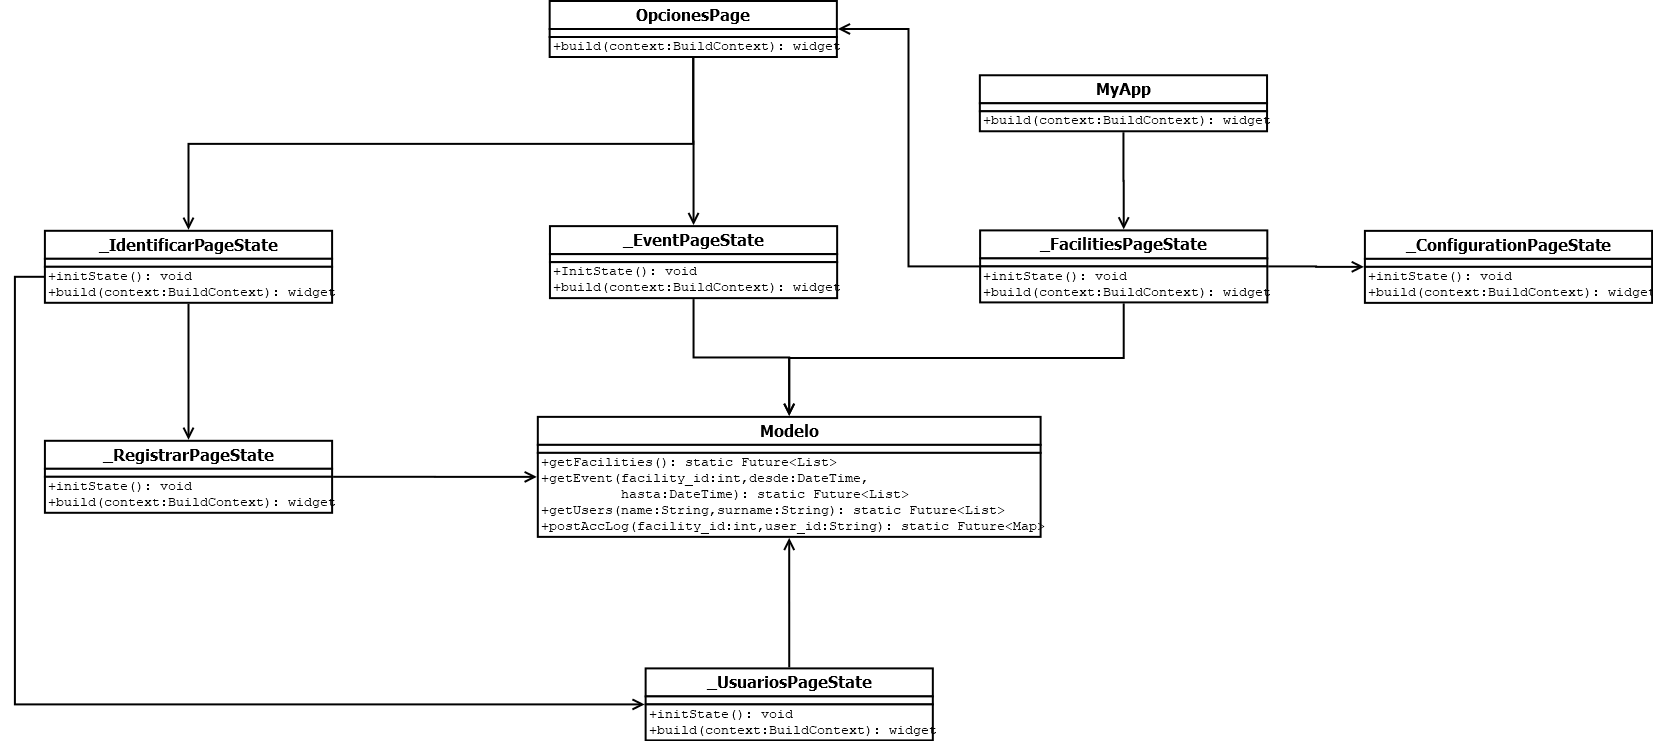 OpcionesPage
+build(context:BuildContext): widget
MyApp
+build(context:BuildContext): widget
_IdentificarPageState
+initState(): void
+build(context:BuildContext): widget
_EventPageState
+InitState(): void
+build(context:BuildContext): widget
_FacilitiesPageState
+initState(): void
+build(context:BuildContext): widget
_ConfigurationPageState
+initState(): void
+build(context:BuildContext): widget
_RegistrarPageState
+initState(): void
+build(context:BuildContext): widget
Modelo
+getFacilities(): static Future<List>
+getEvent(facility_id:int,desde:DateTime,
hasta:DateTime): static Future<List>
+getUsers(name:String,surname:String): static Future<List>
+postAccLog(facility_id:int,user_id:String): static Future<Map>
_UsuariosPageState
+initState(): void
+build(context:BuildContext): widget